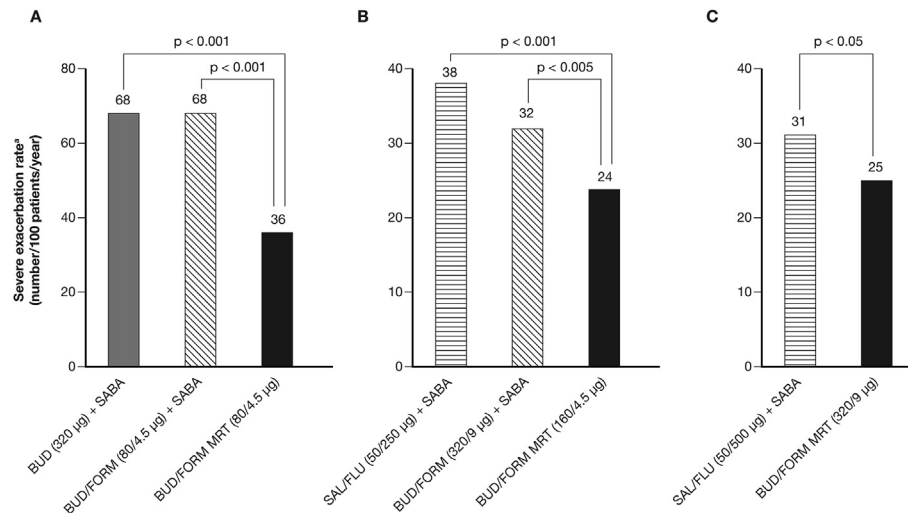 A
B
C
p < 0.001
p < 0.001
p < 0.001
p < 0.005
p < 0.05
Severe exacerbation rateᵃ
(number/100 patients/year)
80
60
40
20
0
68
68
36
BUD (320 µg) + SABA
BUD/FORM (80/4.5 µg) + SABA
BUD/FORM MRT (80/4.5 µg)
40
30
20
10
0
38
32
24
SAL/FLU (50/250 µg) + SABA
BUD/FORM (320/9 µg) + SABA
BUD/FORM MRT (160/4.5 µg)
40
30
20
10
0
31
25
SAL/FLU (50/500 µg) + SABA
BUD/FORM MRT (320/9 µg)